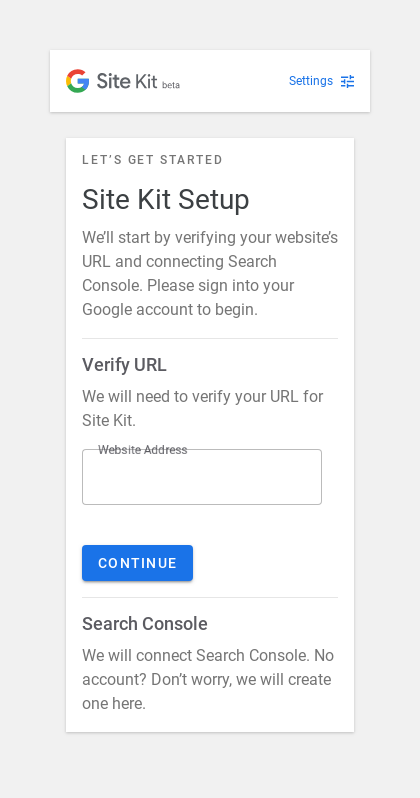 Site Kit beta
Settings
LET'S GET STARTED
Site Kit Setup
We’ll start by verifying your website’s
URL and connecting Search
Console. Please sign into your
Google account to begin.
Verify URL
We will need to verify your URL for
Site Kit.
Website Address
CONTINUE
Search Console
We will connect Search Console. No
account? Don’t worry, we will create
one here.